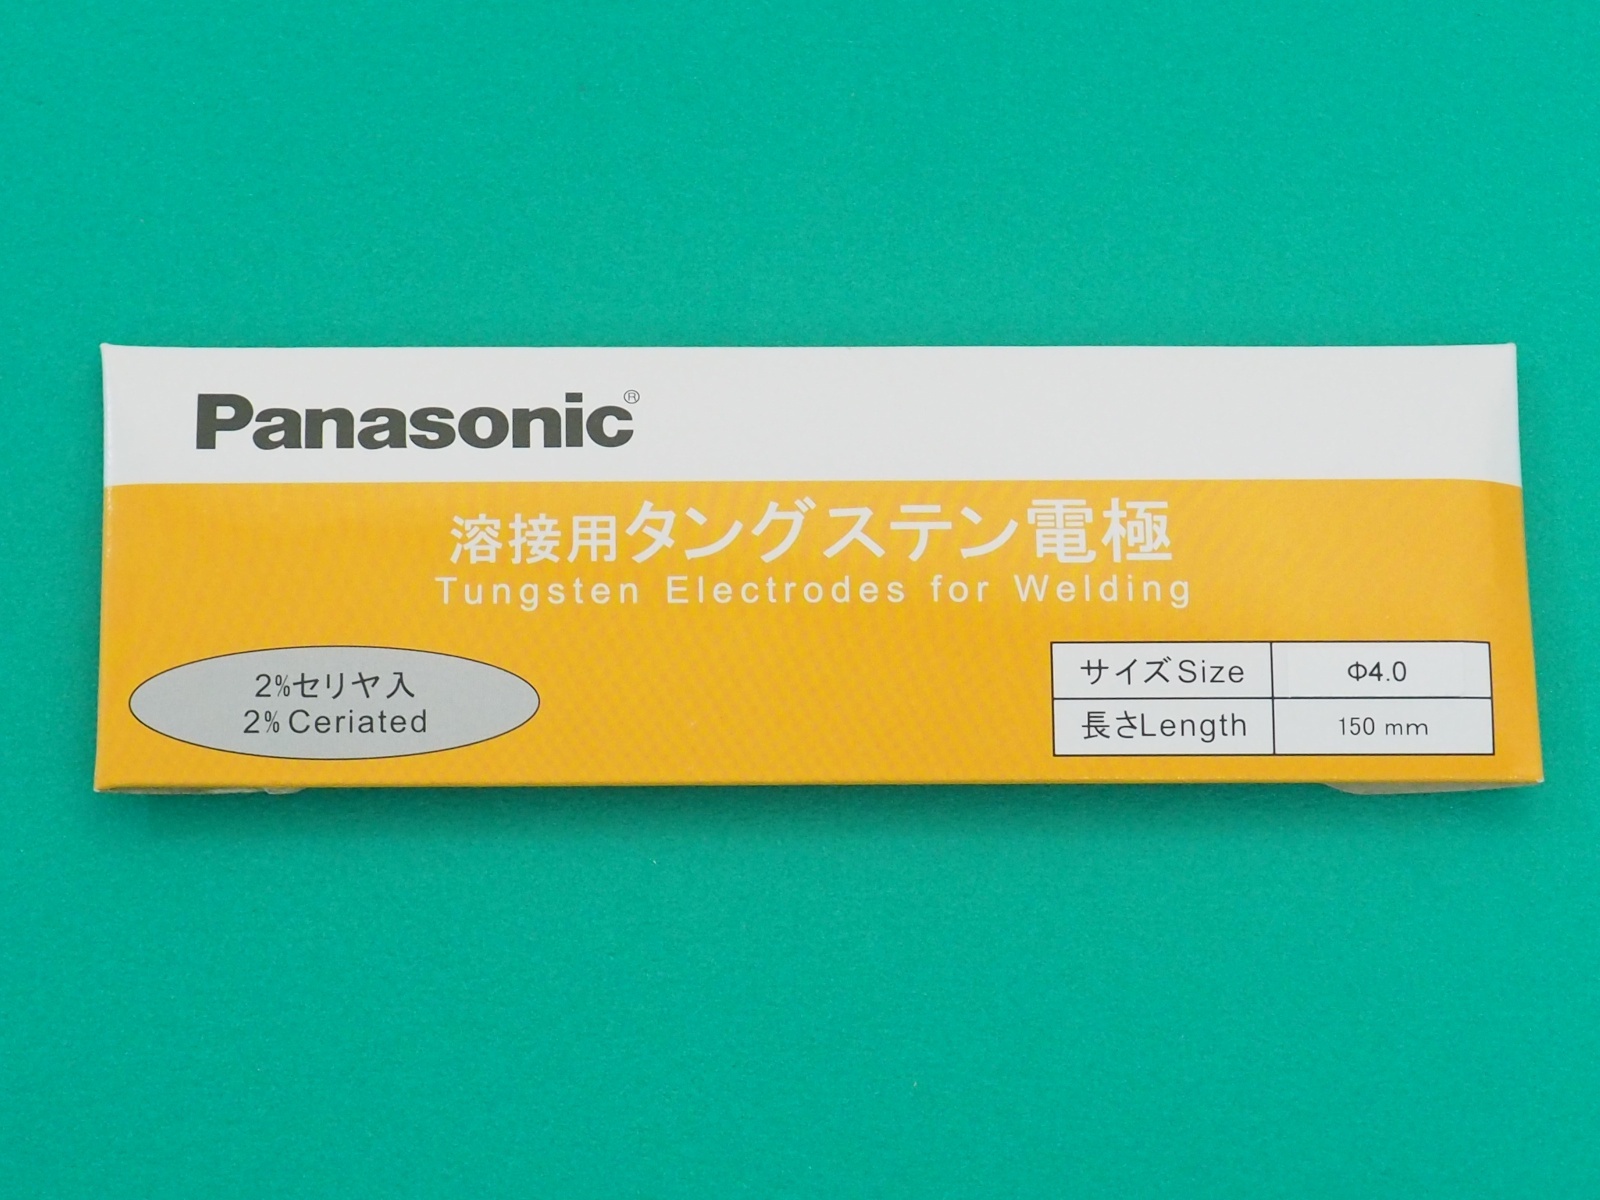 Panasonic®
溶接用タングステン電極
Tungsten Electrodes for Welding
2%セリヤ入
2% Ceriated
サイズSize Φ4.0
長さLength 150 mm